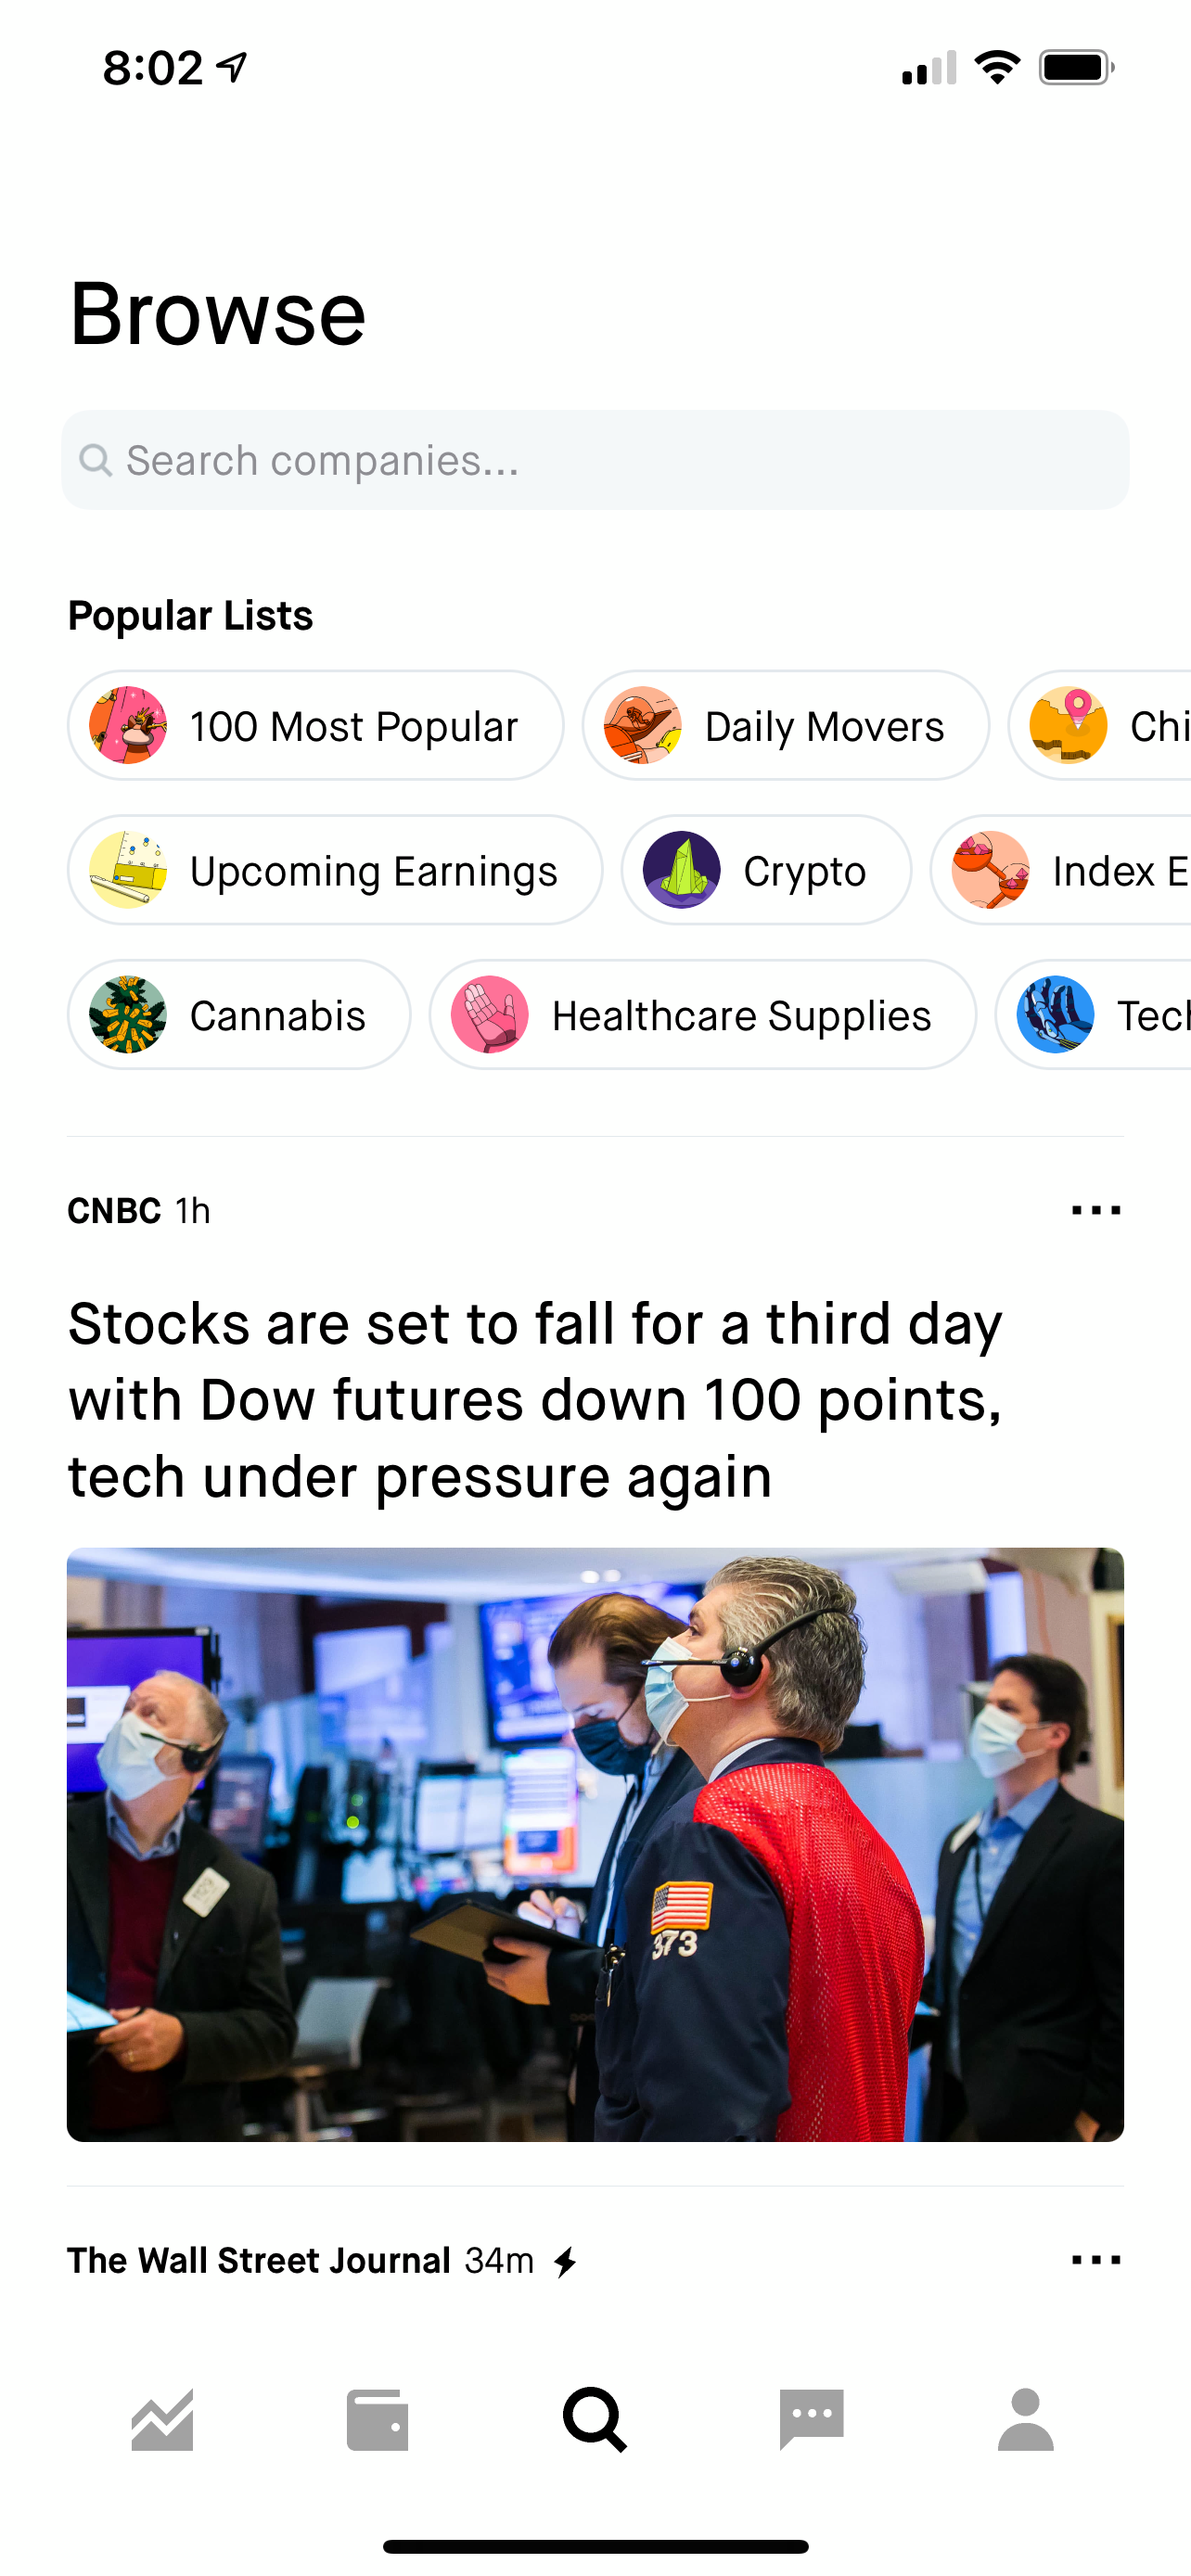 8:02
Browse
Search companies...
Popular Lists
100 Most Popular
Daily Movers
Chi
Upcoming Earnings
Crypto
Index E
Cannabis
Healthcare Supplies
Tech
CNBC 1h
Stocks are set to fall for a third day
with Dow futures down 100 points,
tech under pressure again
373
The Wall Street Journal 34m